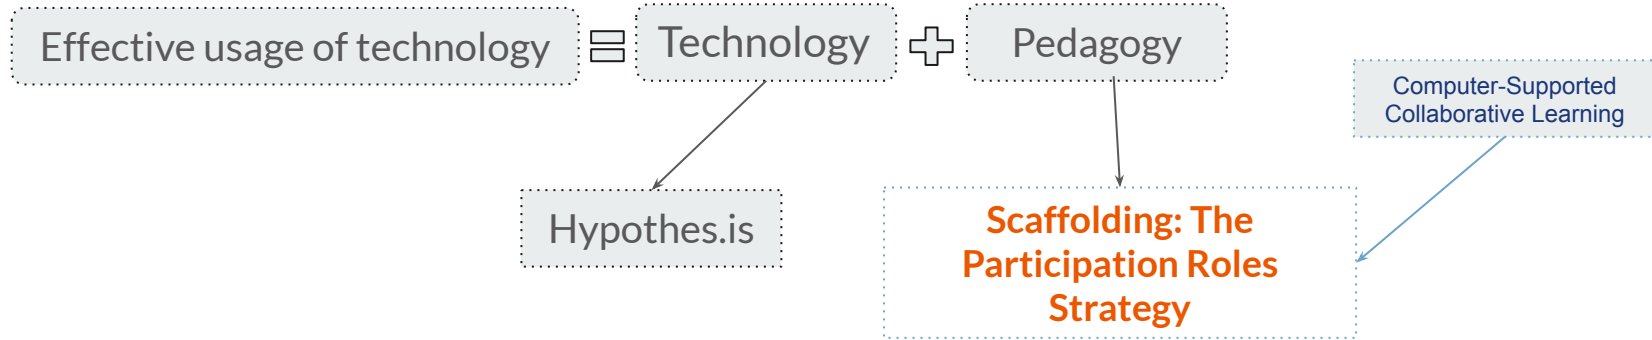 Effective usage of technology
Technology
Pedagogy
Computer-Supported
Collaborative Learning
Hypothes.is
Scaffolding: The
Participation Roles
Strategy